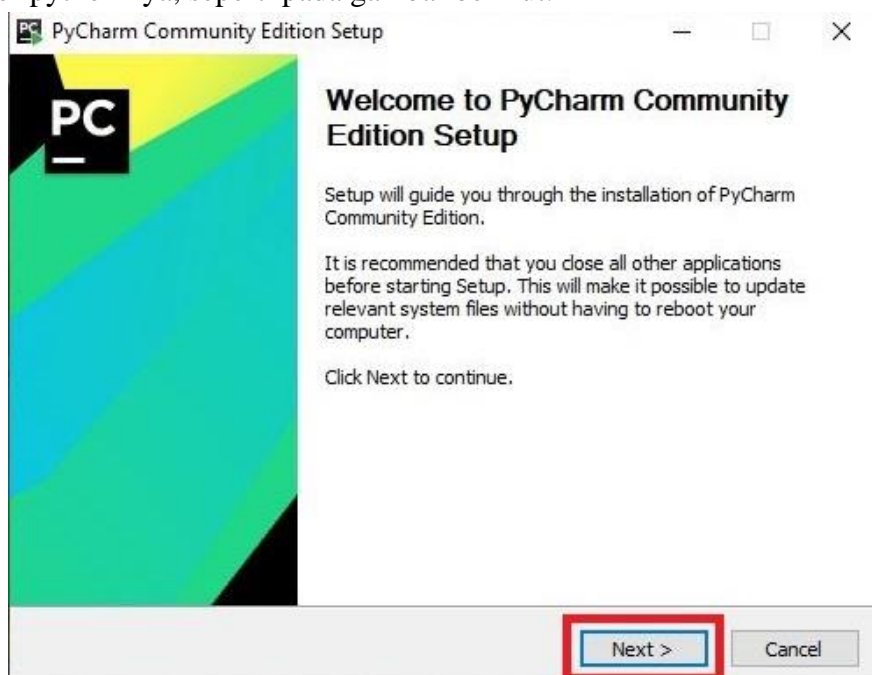 PyCharm Community Edition Setup
PC
Welcome to PyCharm Community
Edition Setup
Setup will guide you through the installation of PyCharm
Community Edition.
It is recommended that you close all other applications
before starting Setup. This will make it possible to update
relevant system files without having to reboot your
computer.
Click Next to continue.
Next >
Cancel